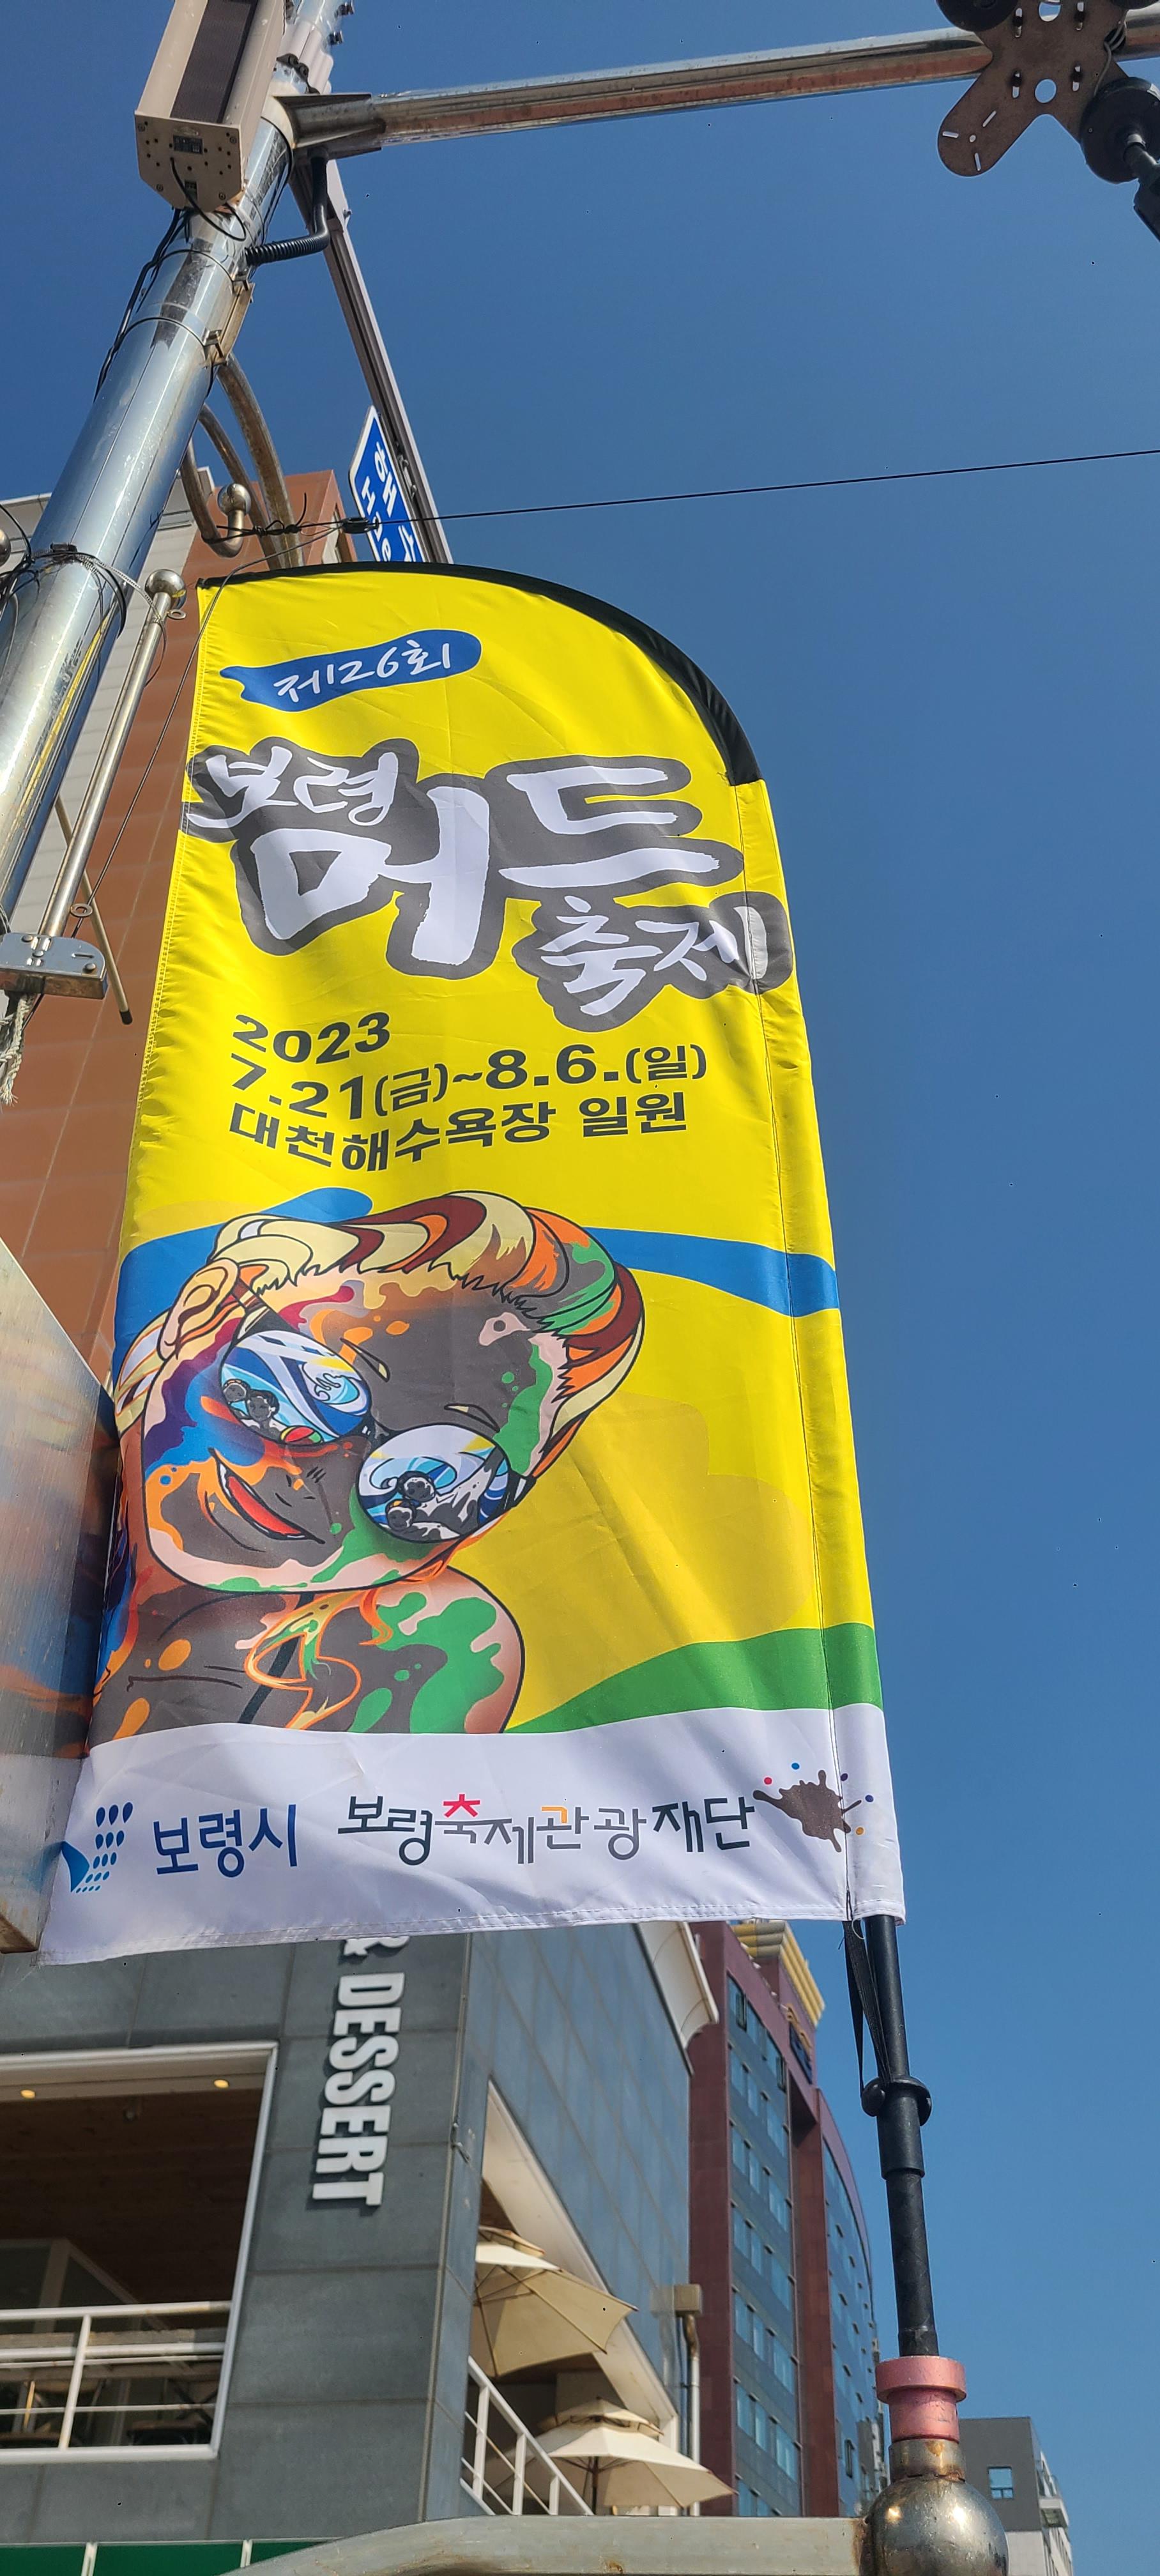 제26회
보령
머드
축제
2023
7.21(금)~8.6.(일)
대천해수욕장 일원
보령시 보령축제관광재단
& DESSERT